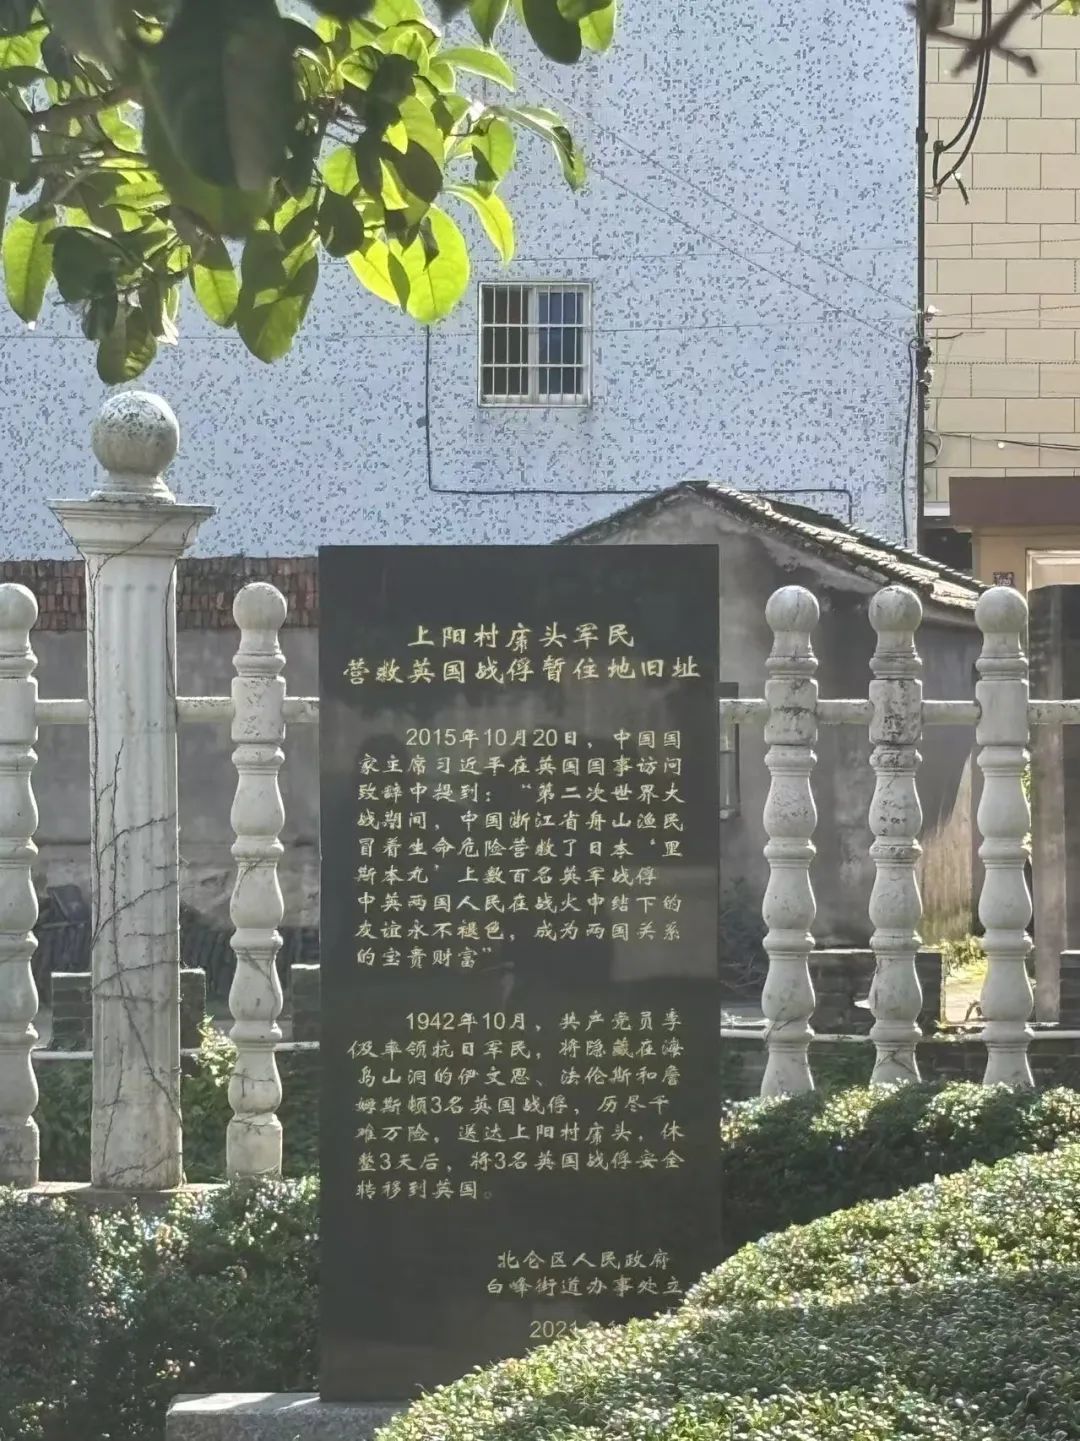 上阳村庙头军民
营救英国战俘暂住地旧址
2015年10月20日，中国国
家主席习近平在英国国事访问
致辞中提到：“第二次世界大
战期间，中国浙江省舟山渔民
冒着生命危险营救了日本‘里
斯本丸’上数百名英军战俘
中英两国人民在战火中结下的
友谊永不褪色，成为两国关系
的宝贵财富”
1942年10月，共产党员李
伋率领抗日军民，将隐藏在海
岛山洞的伊文恩、法伦斯和詹
姆斯顿3名英国战俘，历尽千
难万险，送达上阳村庙头，休
整3天后，将3名英国战俘安全
转移到英国。
北仑区人民政府
白峰街道办事处立
2021